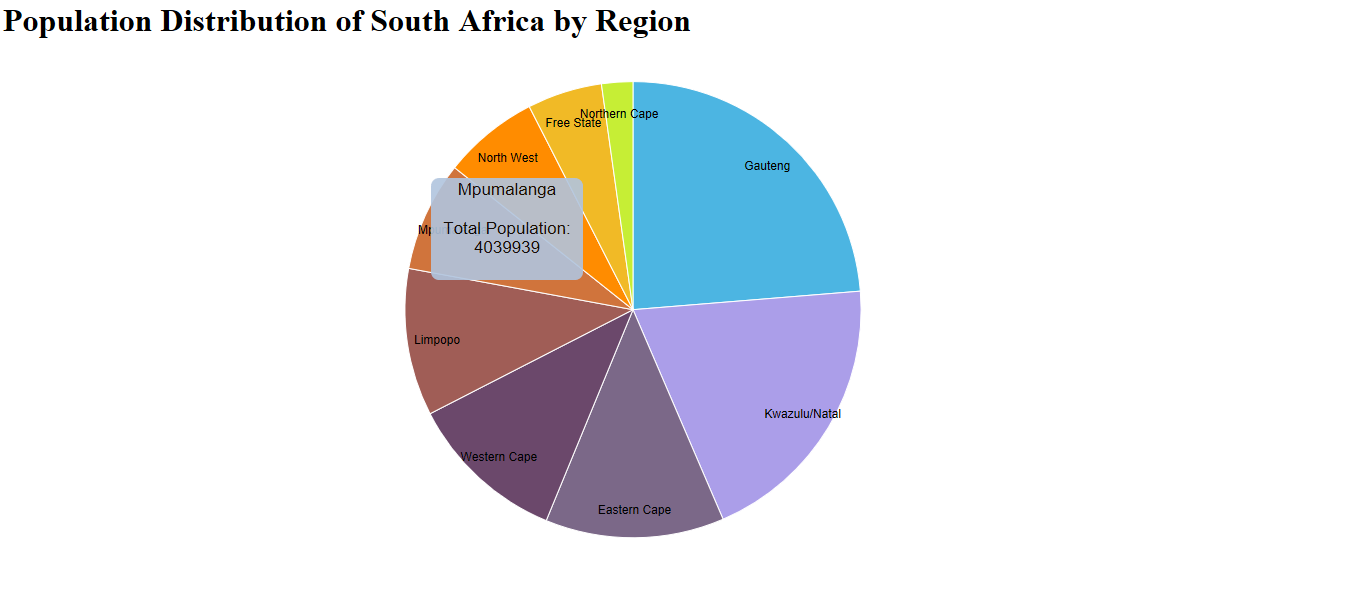 Population Distribution of South Africa by Region
Northern Cape
Free State
North West
Gauteng
Mpumalanga
Total Population:
4039939
Limpopo
Kwazulu/Natal
Western Cape
Eastern Cape